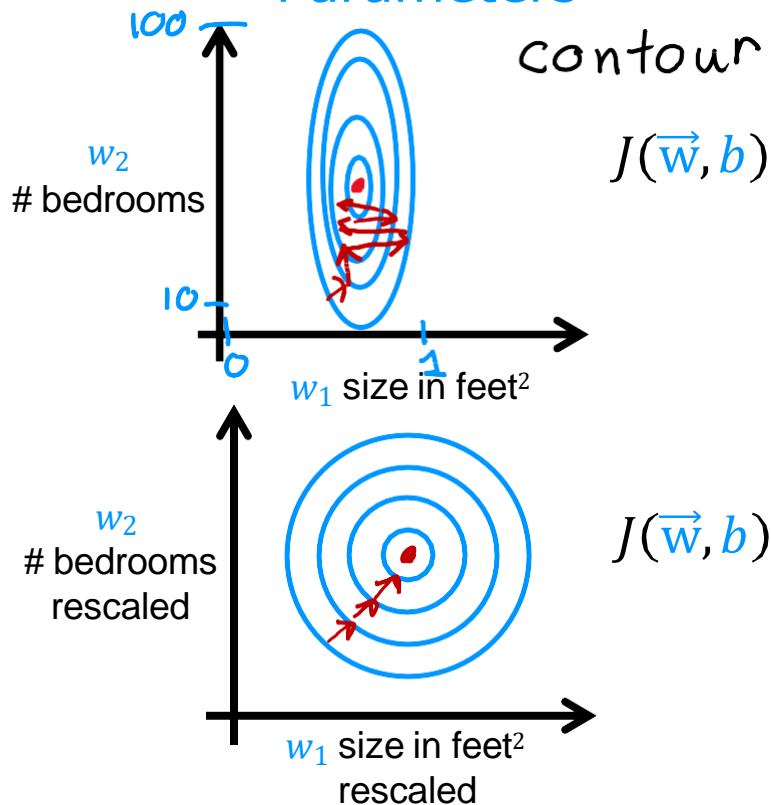 Parameters
100
contour
w₂
# bedrooms
J(w⃗, b)
10
0
1
w₁ size in feet²
w₂
# bedrooms
rescaled
J(w⃗, b)
w₁ size in feet²
rescaled